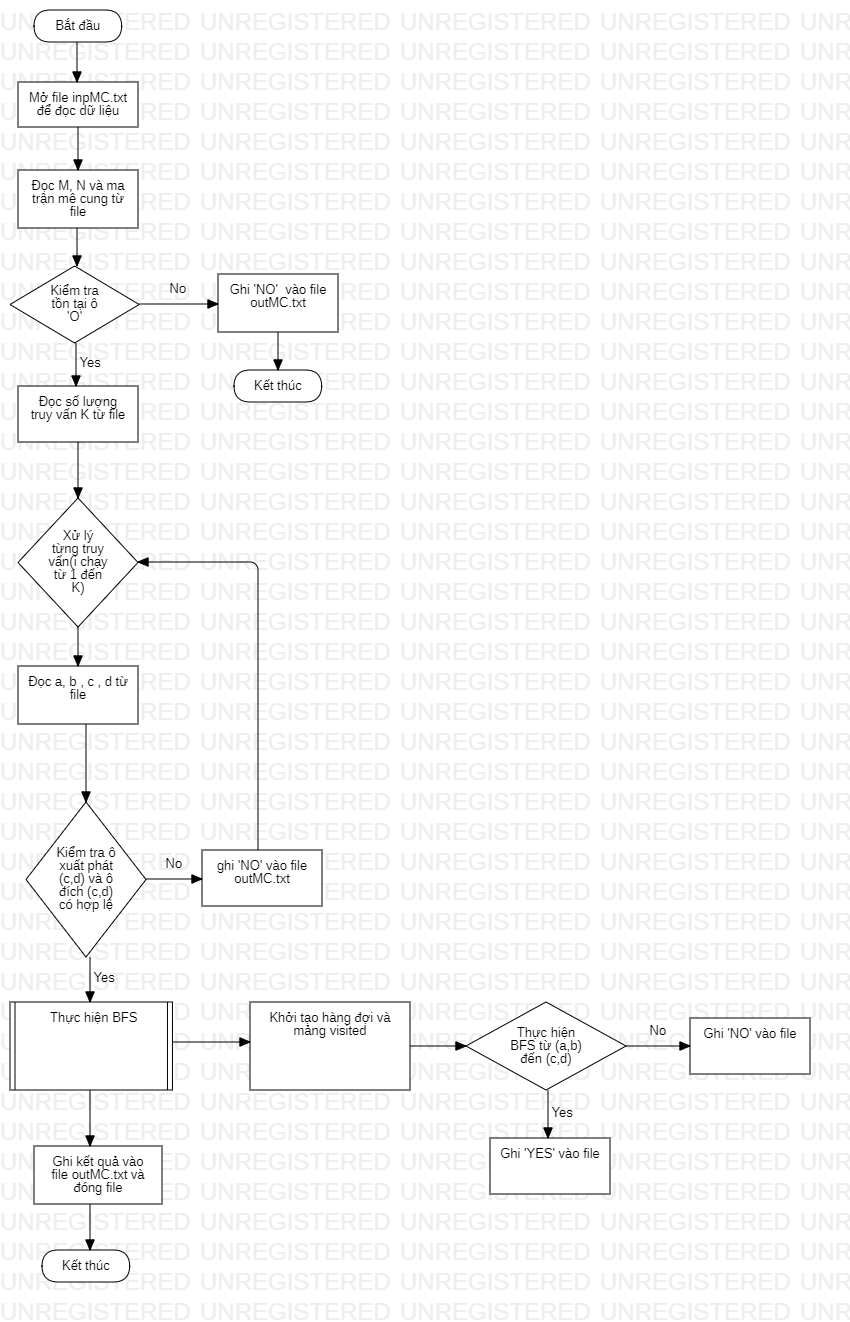 Bắt đầu
Mở file inpMC.txt
để đọc dữ liệu
Đọc M, N và ma
trận mê cung từ
file
Kiểm tra
tồn tại ô
'O'
No
Ghi 'NO'  vào file
outMC.txt
Kết thúc
Yes
Đọc số lượng
truy vấn K từ file
Xử lý
từng truy
vấn(i chạy
từ 1 đến
K)
Đọc a, b , c , d từ
file
Kiểm tra ô
xuất phát
(c,d) và ô
đích (c,d)
có hợp lệ
No
ghi 'NO' vào file
outMC.txt
Yes
Thực hiện BFS
Khởi tạo hàng đợi và
mảng visited
Thực hiện
BFS từ (a,b)
đến (c,d)
No
Ghi 'NO' vào file
Yes
Ghi 'YES' vào file
Ghi kết quả vào
file outMC.txt và
đóng file
Kết thúc
UNREGISTERED